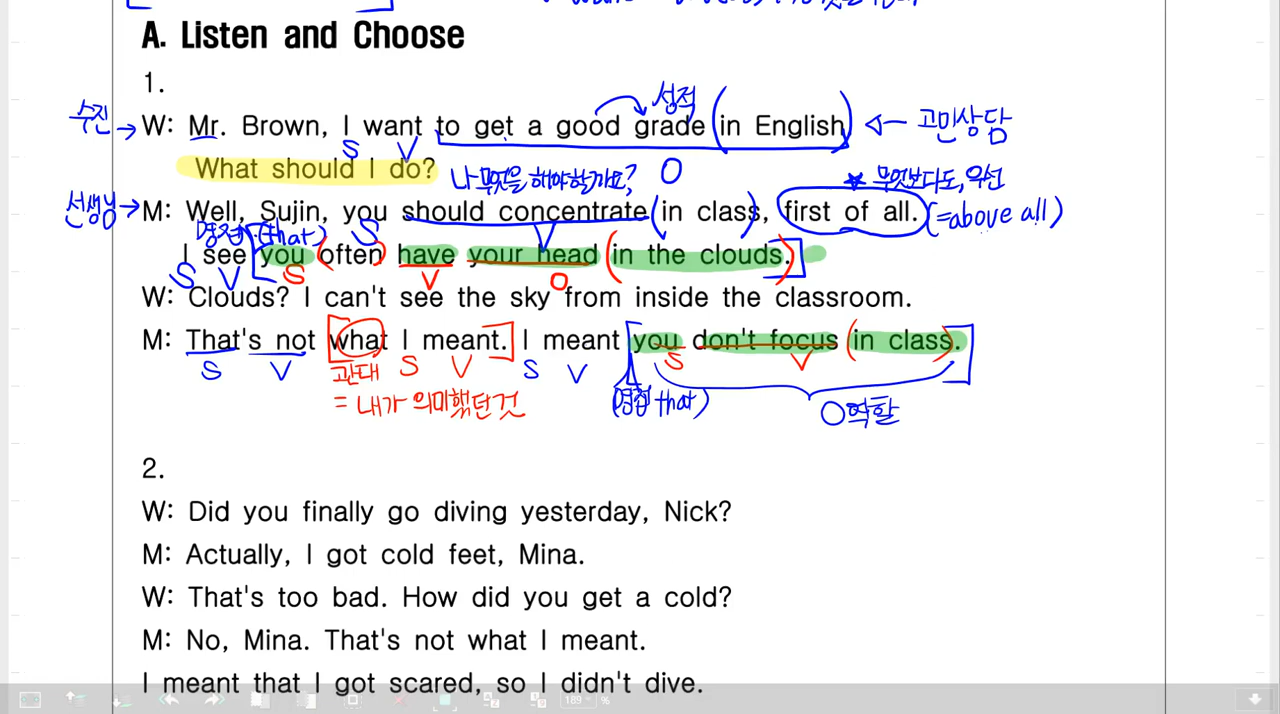 A. Listen and Choose
1.
성적
수진 → W: Mr. Brown, I want to get a good grade (in English) ← 고민상담
S V
What should I do? 나 무엇을 해야 할까요? O ★ 무엇보다도, 우선
선생님 → M: Well, Sujin, you should concentrate (in class), first of all. (=above all)
명접 (that) S V
I see [you (often) have your head (in the clouds.)]
S V S V O
W: Clouds? I can't see the sky from inside the classroom.
M: That's not [what I meant.] I meant [you don't focus (in class).]
S V 관대 S V S V S V
= 내가 의미했던 것 (명접 that) O역할
2.
W: Did you finally go diving yesterday, Nick?
M: Actually, I got cold feet, Mina.
W: That's too bad. How did you get a cold?
M: No, Mina. That's not what I meant.
I meant that I got scared, so I didn't dive.
189 %